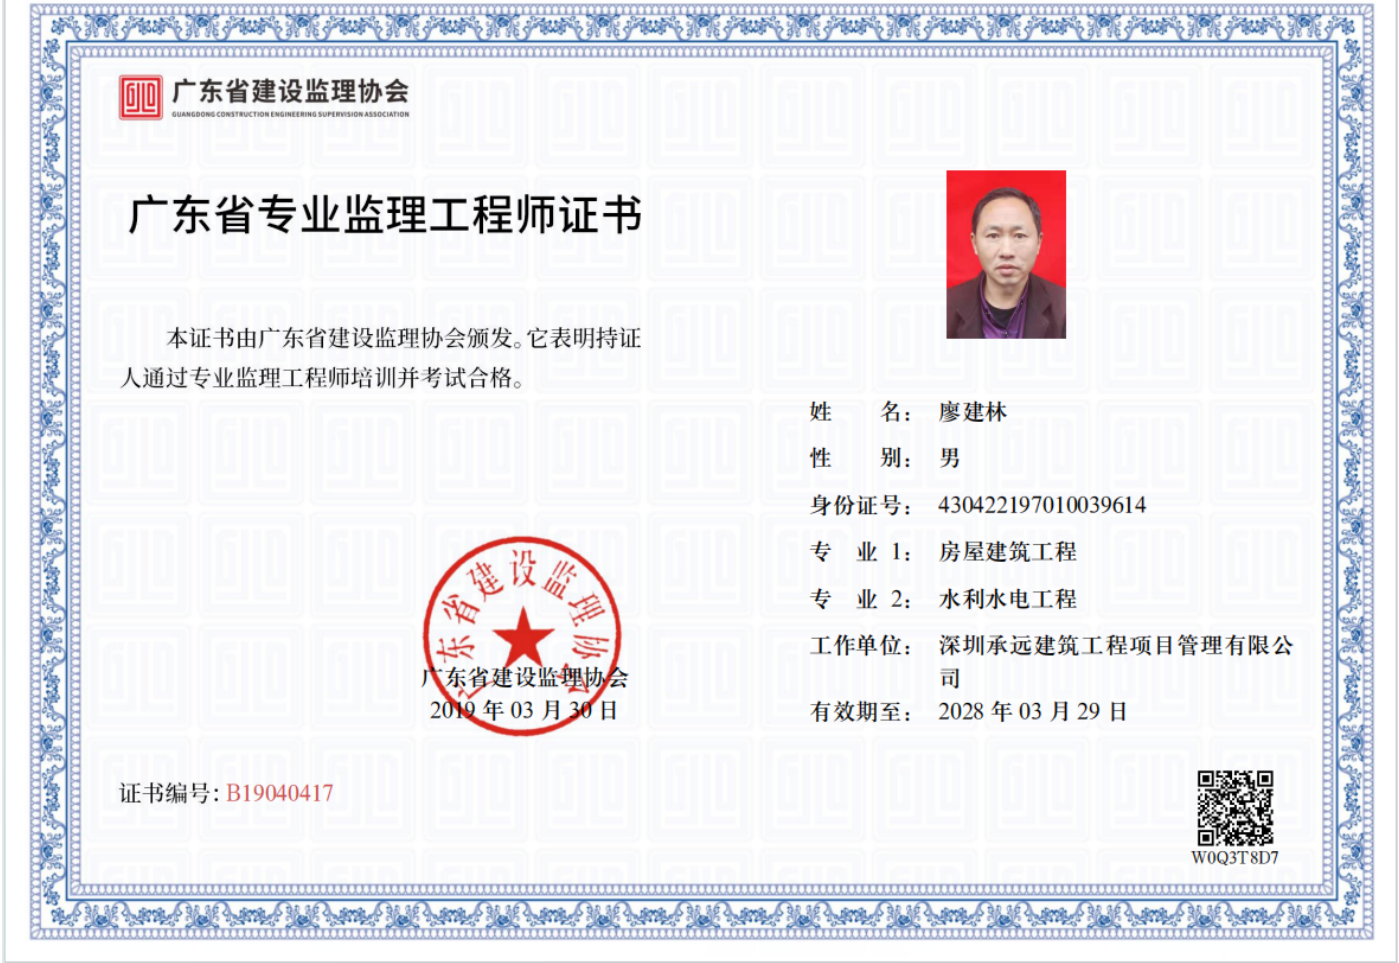 广东省建设监理协会
GUANGDONG CONSTRUCTION ENGINEERING SUPERVISION ASSOCIATION
广东省专业监理工程师证书
本证书由广东省建设监理协会颁发。它表明持证
人通过专业监理工程师培训并考试合格。
姓 名： 廖建林
性 别： 男
身份证号： 430422197010039614
专 业 1： 房屋建筑工程
专 业 2： 水利水电工程
工作单位： 深圳承远建筑工程项目管理有限公
司
有效期至： 2028 年 03 月 29 日
广东省建设监理协会
广东省建设监理协会
2019 年 03 月 30 日
证书编号：B19040417
W0Q3T8D7